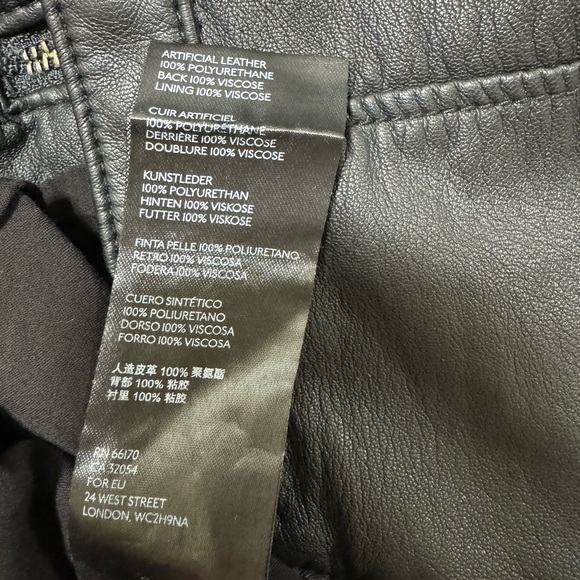 ARTIFICIAL LEATHER
100% POLYURETHANE
BACK 100% VISCOSE
LINING 100% VISCOSE
CUIR ARTIFICIEL
100% POLYURÉTHANE
DERRIÈRE 100% VISCOSE
DOUBLURE 100% VISCOSE
KUNSTLEDER
100% POLYURETHAN
HINTEN 100% VISKOSE
FUTTER 100% VISKOSE
FINTA PELLE 100% POLIURETANO
RETRO 100% VISCOSA
FODERA 100% VISCOSA
CUERO SINTÉTICO
100% POLIURETANO
DORSO 100% VISCOSA
FORRO 100% VISCOSA
人造皮革 100% 聚氨酯
背部 100% 粘胶
衬里 100% 粘胶
RN 66170
CA 32054
FOR EU
24 WEST STREET
LONDON, WC2H9NA